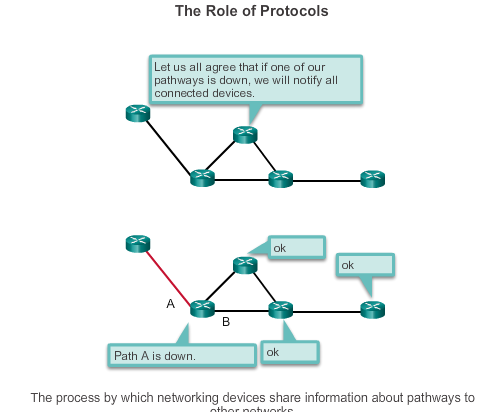 The Role of Protocols
Let us all agree that if one of our
pathways is down, we will notify all
connected devices.
ok
ok
A
B
Path A is down.
ok
The process by which networking devices share information about pathways to
other networks